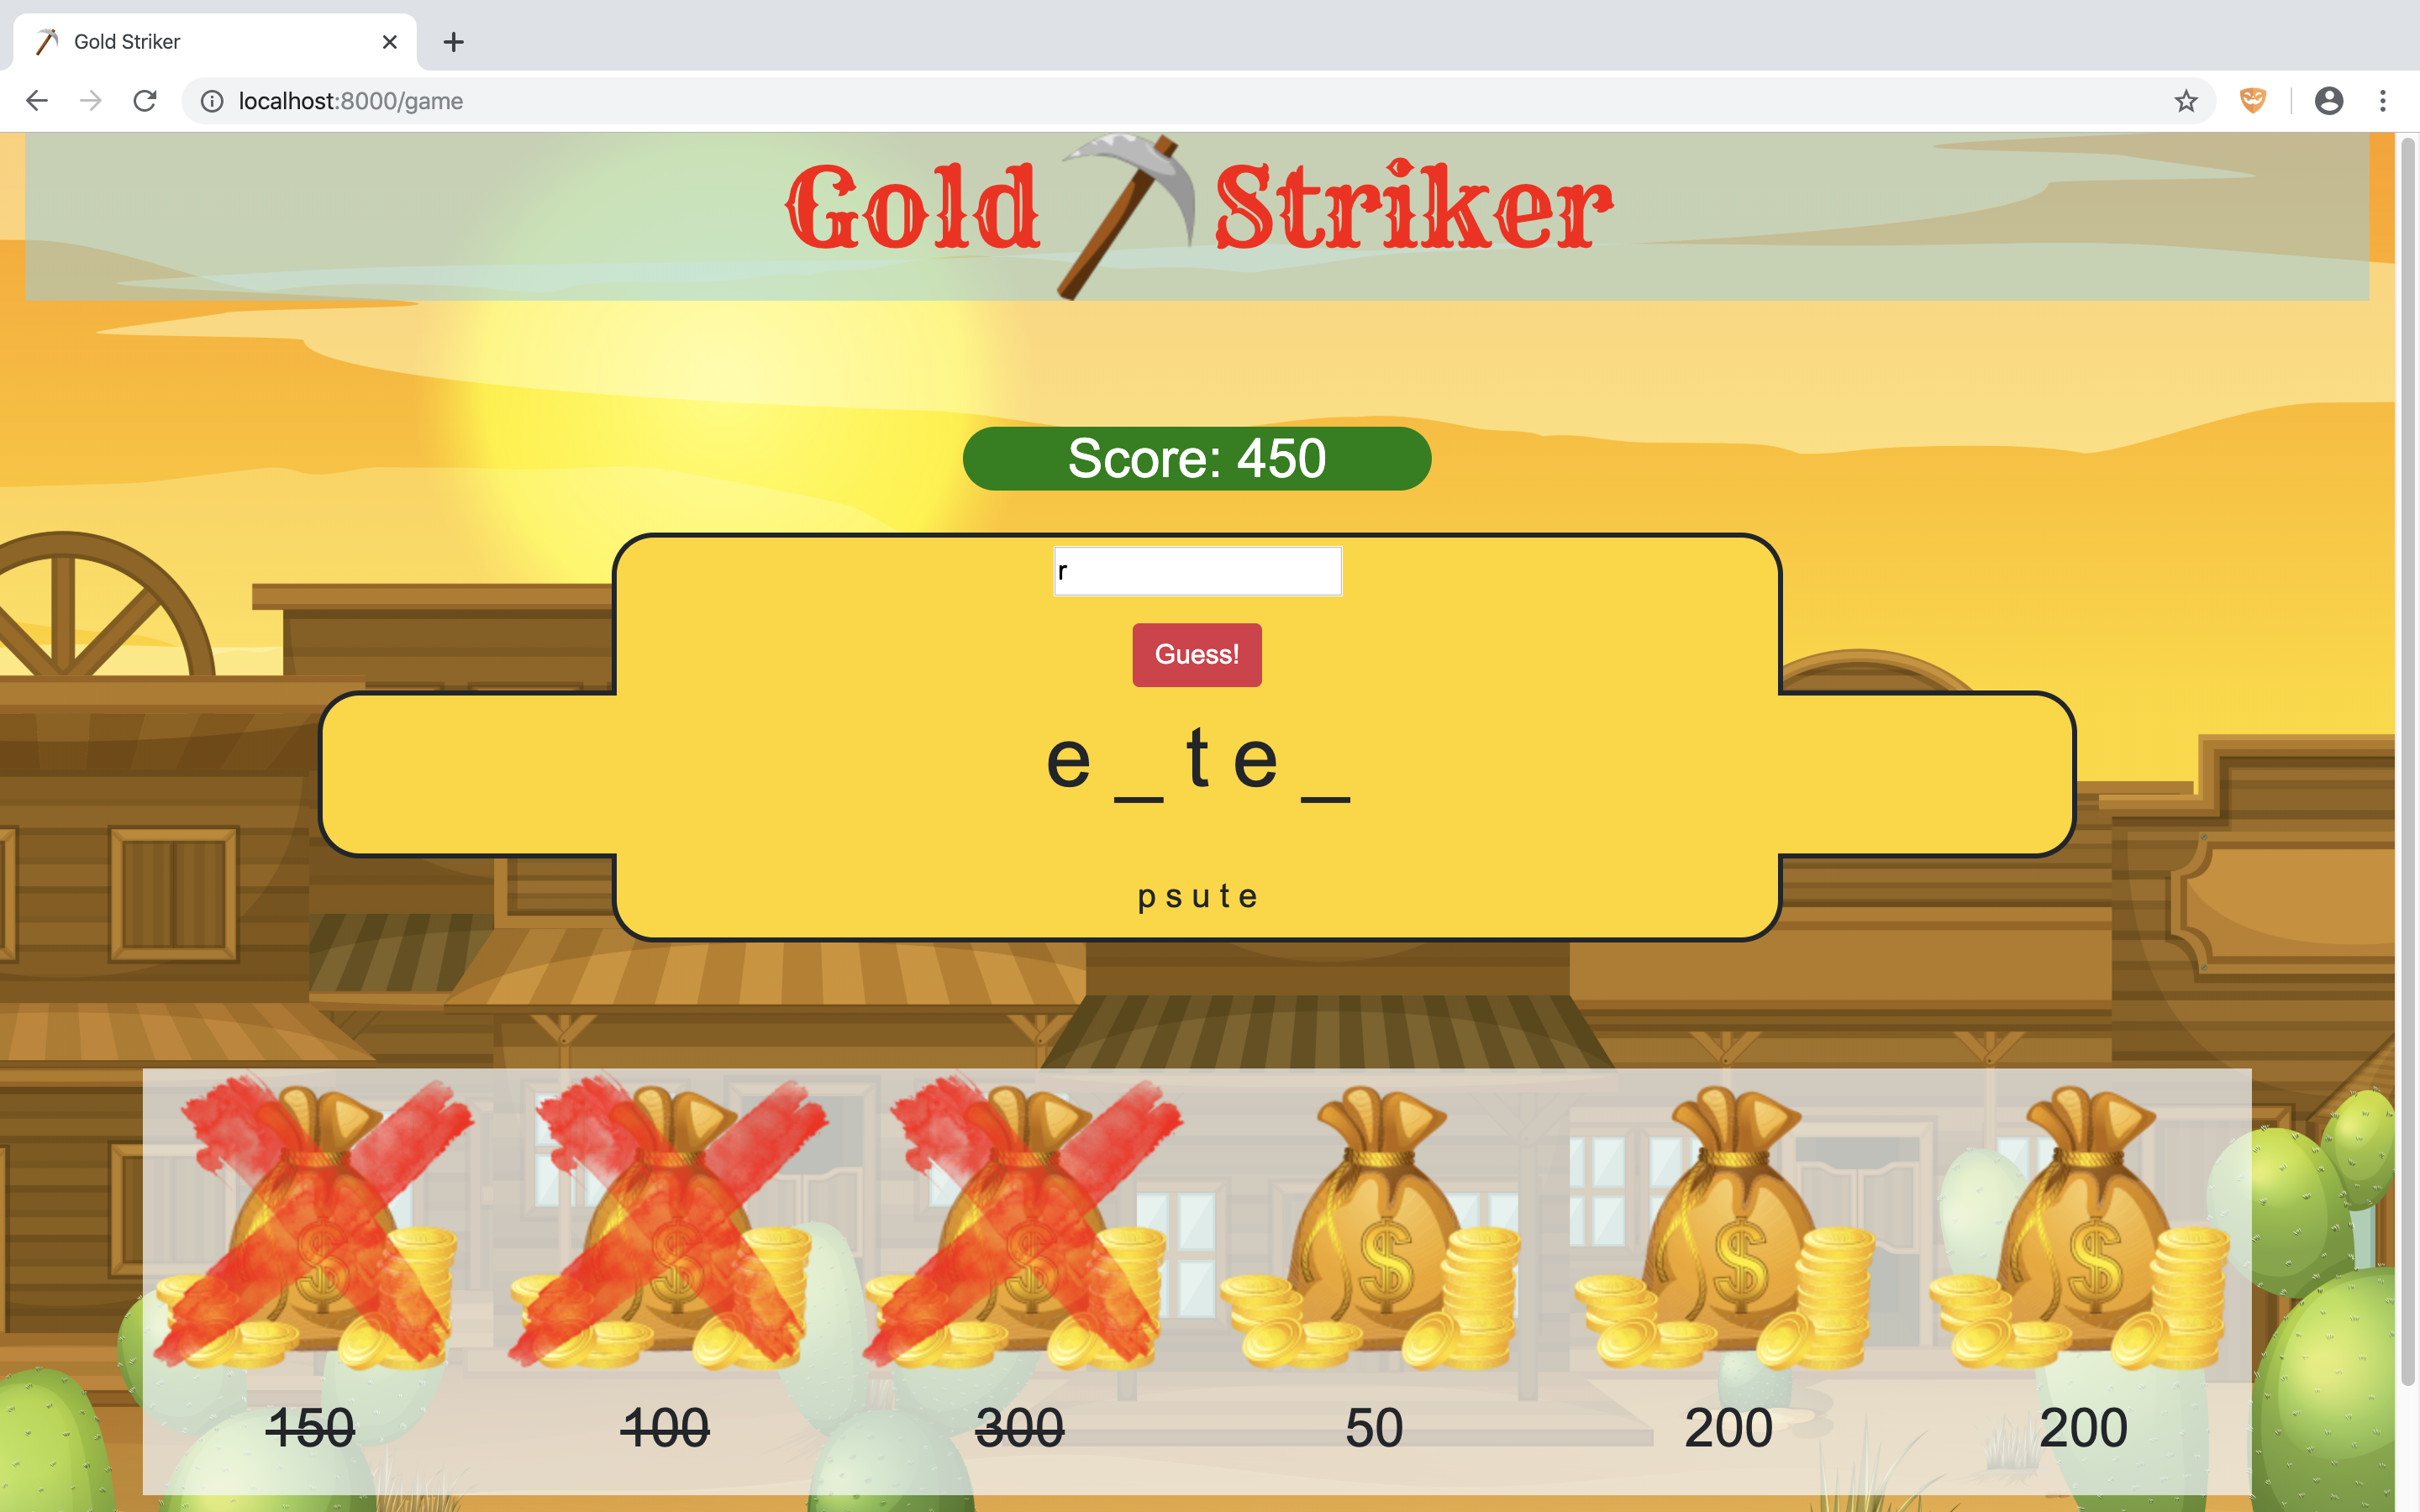 Gold Striker
localhost:8000/game
Gold Striker
Score: 450
r
Guess!
e _ t e _
p s u t e
$ $ $ $ $ $
150 100 300 50 200 200